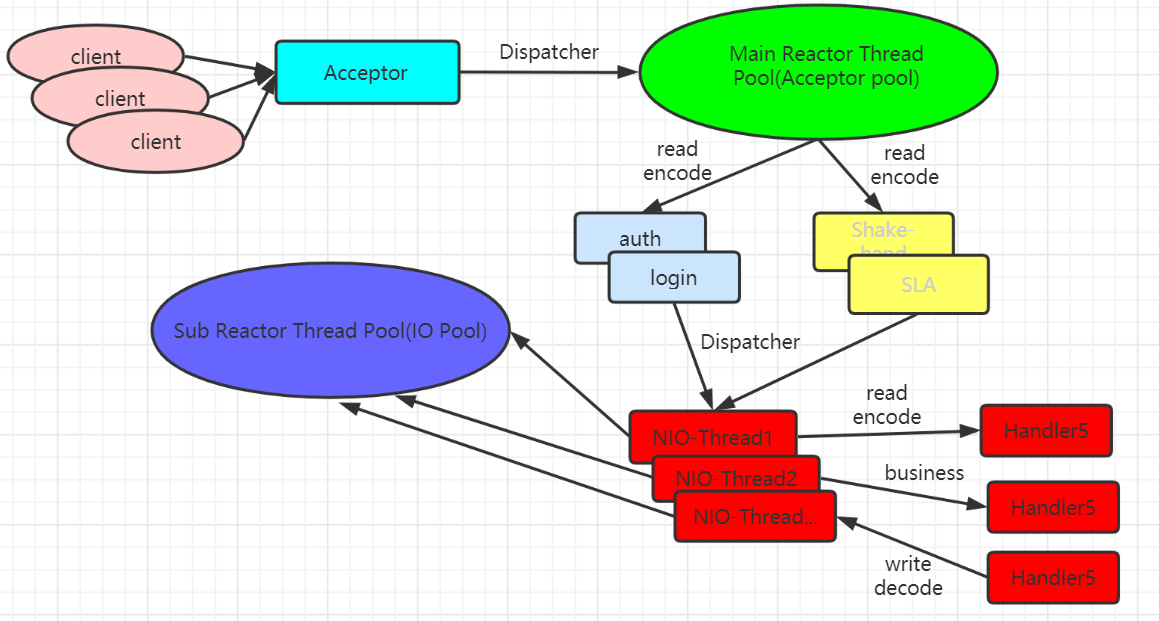 client
client
client
Acceptor
Dispatcher
Main Reactor Thread
Pool(Acceptor pool)
read
encode
read
encode
auth
login
Shake-
hand
SLA
Sub Reactor Thread Pool(IO Pool)
Dispatcher
NIO-Thread1
NIO-Thread2
NIO-Thread...
read
encode
Handler5
business
Handler5
write
decode
Handler5